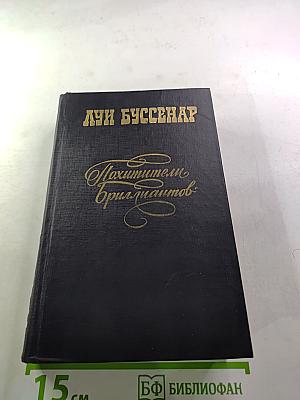 ЛУИ БУССЕНАР
Похитители
бриллиантов
15 см
БФ БИБЛИОФАН